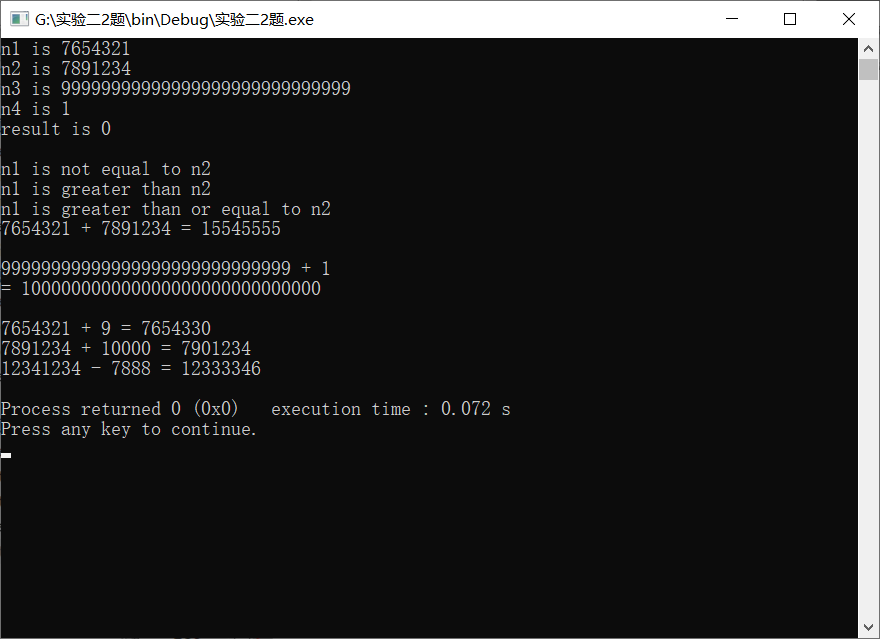 G:\实验二2题\bin\Debug\实验二2题.exe
n1 is 7654321
n2 is 7891234
n3 is 99999999999999999999999999999
n4 is 1
result is 0
n1 is not equal to n2
n1 is greater than n2
n1 is greater than or equal to n2
7654321 + 7891234 = 15545555
99999999999999999999999999999 + 1
= 100000000000000000000000000000
7654321 + 9 = 7654330
7891234 + 10000 = 7901234
12341234 - 7888 = 12333346
Process returned 0 (0x0)   execution time : 0.072 s
Press any key to continue.